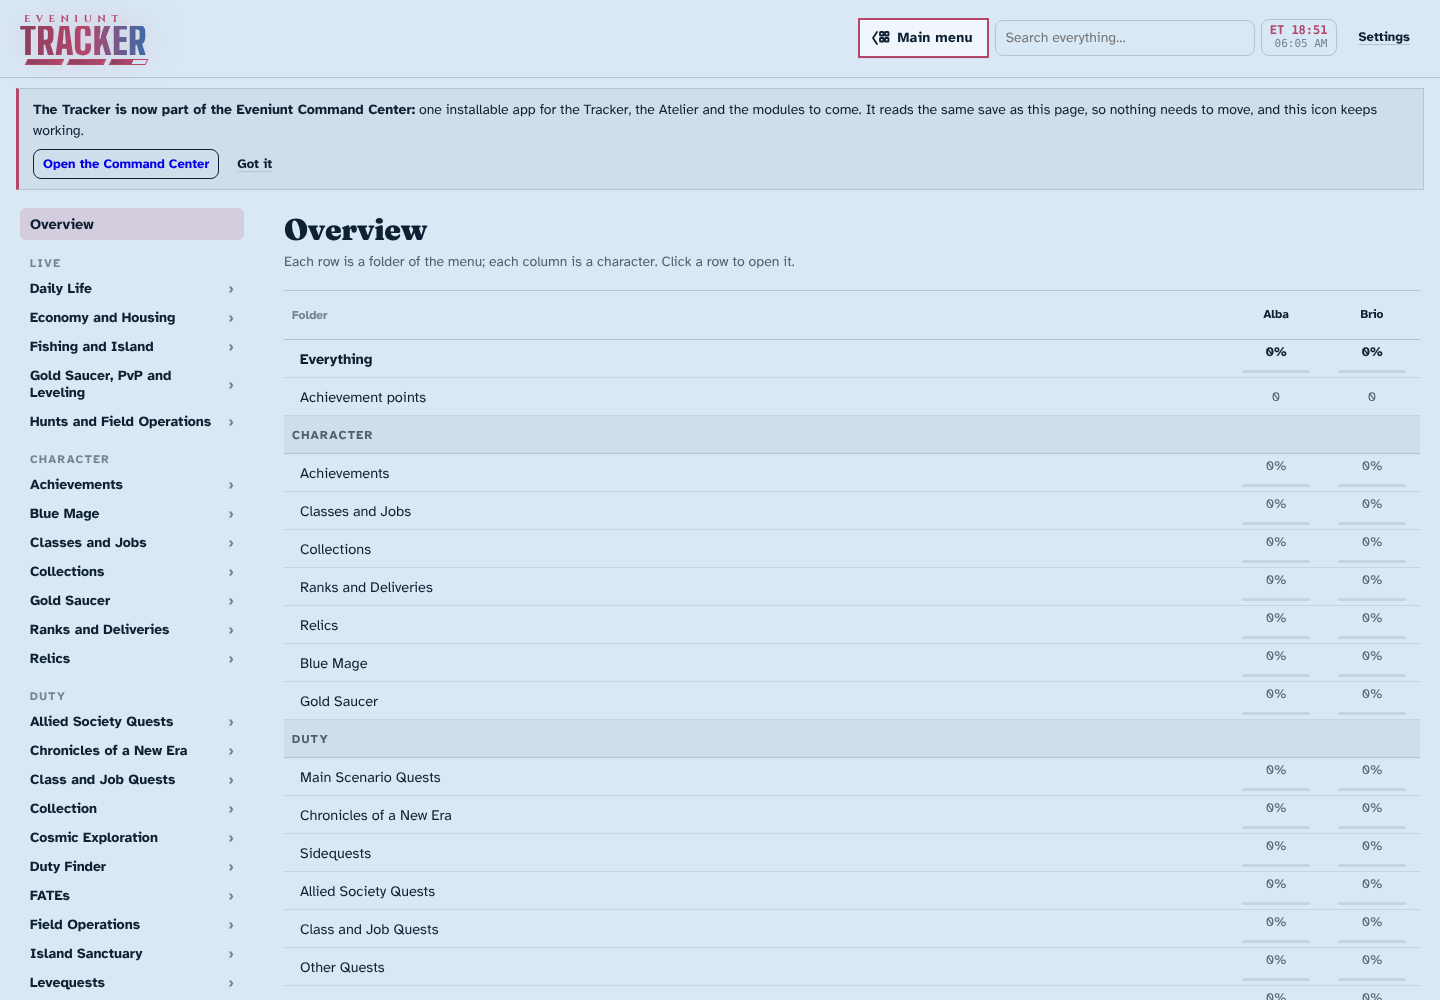 EVENIUNT
TRACKER
Main menu
Search everything...
ET 18:51
06:05 AM
Settings
The Tracker is now part of the Eveniunt Command Center: one installable app for the Tracker, the Atelier and the modules to come. It reads the same save as this page, so nothing needs to move, and this icon keeps
working.
Open the Command Center
Got it
Overview
LIVE
Daily Life
Economy and Housing
Fishing and Island
Gold Saucer, PvP and
Leveling
Hunts and Field Operations
CHARACTER
Achievements
Blue Mage
Classes and Jobs
Collections
Gold Saucer
Ranks and Deliveries
Relics
DUTY
Allied Society Quests
Chronicles of a New Era
Class and Job Quests
Collection
Cosmic Exploration
Duty Finder
FATEs
Field Operations
Island Sanctuary
Levequests
Overview
Each row is a folder of the menu; each column is a character. Click a row to open it.
Folder Alba Brio
Everything 0% 0%
Achievement points 0 0
CHARACTER
Achievements 0% 0%
Classes and Jobs 0% 0%
Collections 0% 0%
Ranks and Deliveries 0% 0%
Relics 0% 0%
Blue Mage 0% 0%
Gold Saucer 0% 0%
DUTY
Main Scenario Quests 0% 0%
Chronicles of a New Era 0% 0%
Sidequests 0% 0%
Allied Society Quests 0% 0%
Class and Job Quests 0% 0%
Other Quests 0% 0%
0% 0%